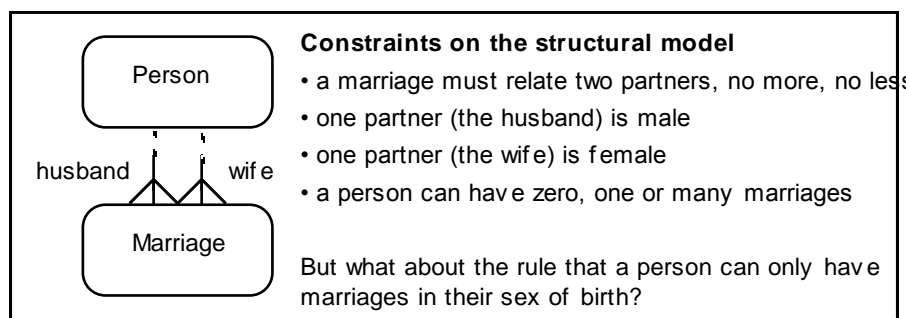 Person
husband
wife
Marriage
Constraints on the structural model
• a marriage must relate two partners, no more, no less
• one partner (the husband) is male
• one partner (the wife) is female
• a person can have zero, one or many marriages
But what about the rule that a person can only have
marriages in their sex of birth?